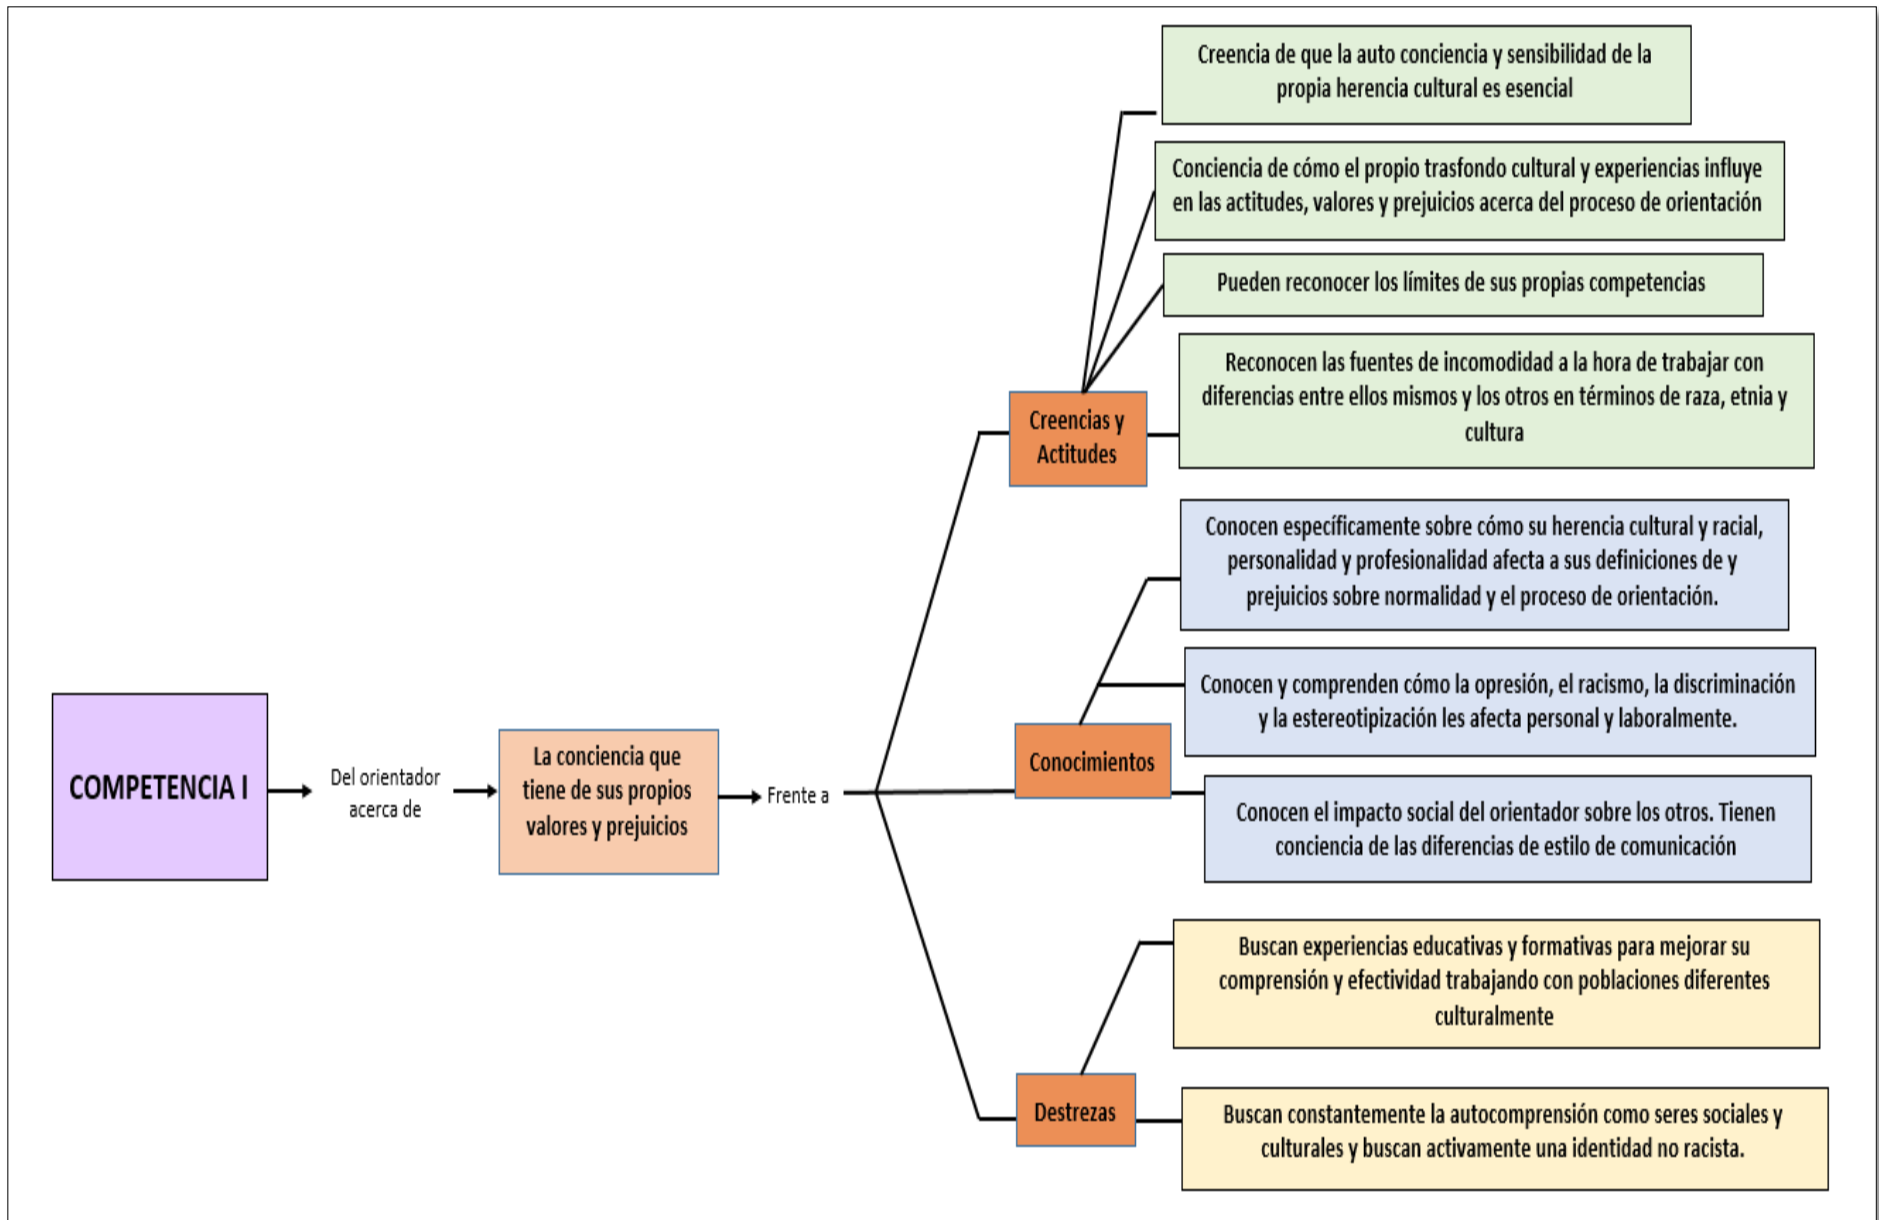 COMPETENCIA I
Del orientador
acerca de
La conciencia que
tiene de sus propios
valores y prejuicios
Frente a
Creencias y
Actitudes
Creencia de que la auto conciencia y sensibilidad de la
propia herencia cultural es esencial
Conciencia de cómo el propio trasfondo cultural y experiencias influye
en las actitudes, valores y prejuicios acerca del proceso de orientación
Pueden reconocer los límites de sus propias competencias
Reconocen las fuentes de incomodidad a la hora de trabajar con
diferencias entre ellos mismos y los otros en términos de raza, etnia y
cultura
Conocimientos
Conocen específicamente sobre cómo su herencia cultural y racial,
personalidad y profesionalidad afecta a sus definiciones de y
prejuicios sobre normalidad y el proceso de orientación.
Conocen y comprenden cómo la opresión, el racismo, la discriminación
y la estereotipización les afecta personal y laboralmente.
Conocen el impacto social del orientador sobre los otros. Tienen
conciencia de las diferencias de estilo de comunicación
Destrezas
Buscan experiencias educativas y formativas para mejorar su
comprensión y efectividad trabajando con poblaciones diferentes
culturalmente
Buscan constantemente la autocomprensión como seres sociales y
culturales y buscan activamente una identidad no racista.